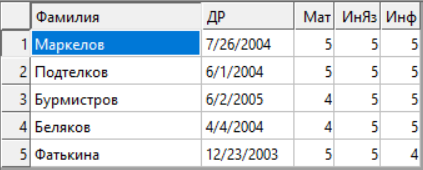 Фамилия ДР Мат ИнЯз Инф
1 Маркелов 7/26/2004 5 5 5
2 Подтелков 6/1/2004 5 5 5
3 Бурмистров 6/2/2005 4 5 5
4 Беляков 4/4/2004 4 5 5
5 Фатькина 12/23/2003 5 5 4